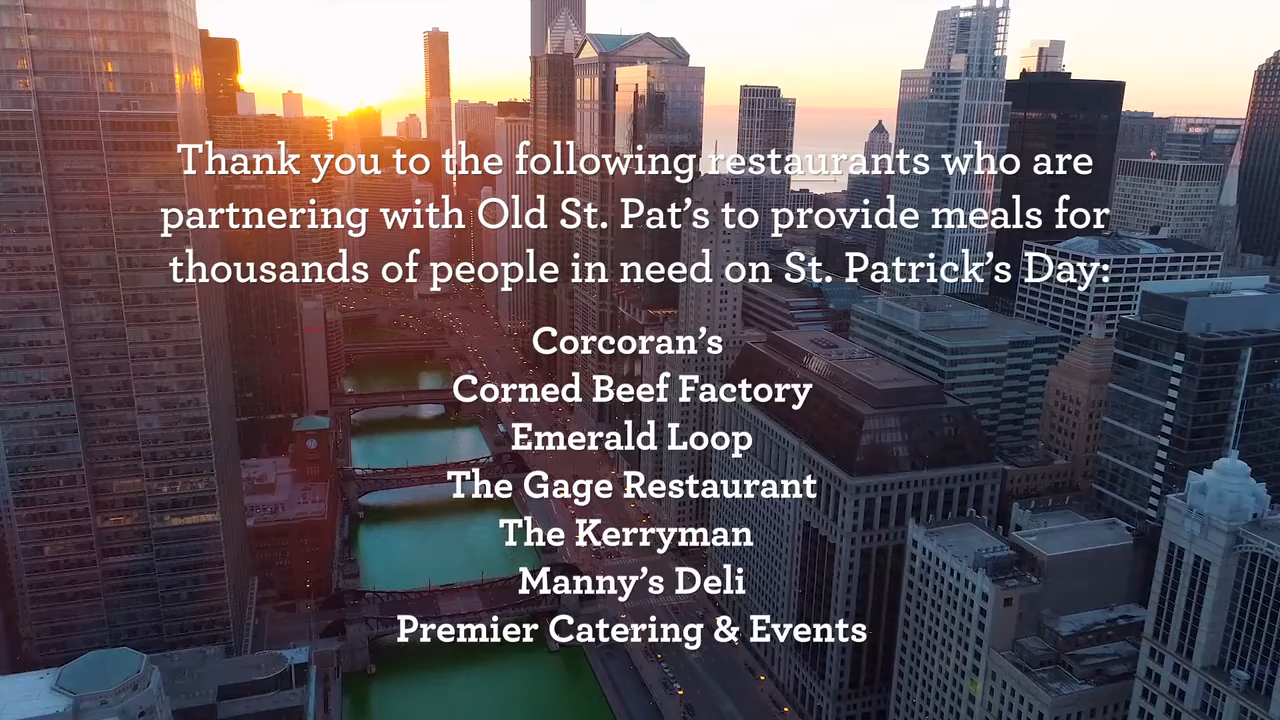 Thank you to the following restaurants who are
partnering with Old St. Pat's to provide meals for
thousands of people in need on St. Patrick's Day:
Corcoran's
Corned Beef Factory
Emerald Loop
The Gage Restaurant
The Kerryman
Manny's Deli
Premier Catering & Events